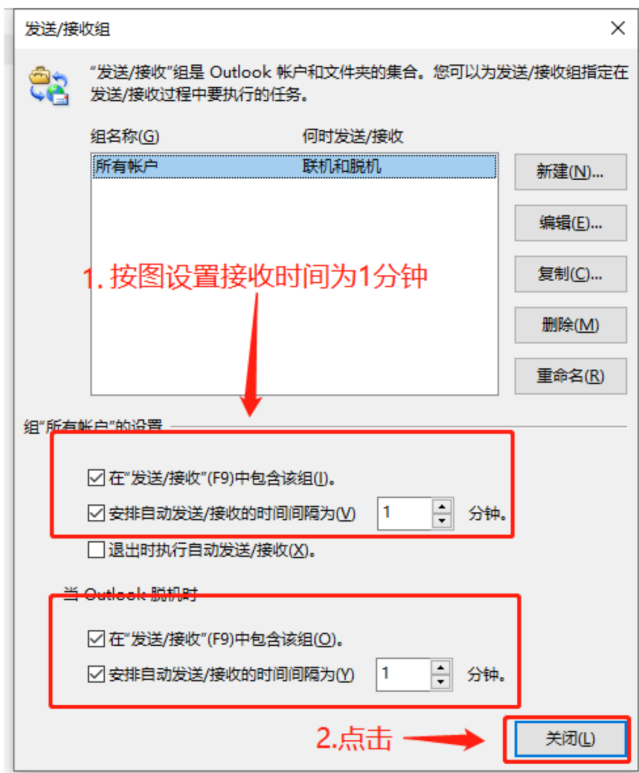 发送/接收组
“发送/接收”组是 Outlook 帐户和文件夹的集合。您可以为发送/接收组指定在
发送/接收过程中要执行的任务。
组名称(G) 何时发送/接收
所有帐户 联机和脱机
新建(N)...
编辑(E)...
1. 按图设置接收时间为1分钟
复制(C)...
删除(M)
重命名(R)
组“所有帐户”的设置
在“发送/接收”(F9)中包含该组(I)。
安排自动发送/接收的时间间隔为(V) 1 分钟。
退出时执行自动发送/接收(X)。
当 Outlook 脱机时
在“发送/接收”(F9)中包含该组(O)。
安排自动发送/接收的时间间隔为(Y) 1 分钟。
2.点击 关闭(L)